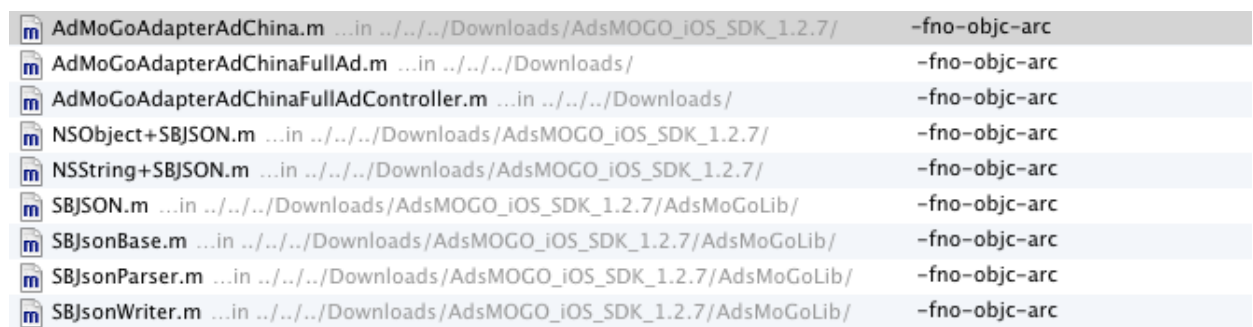 m AdMoGoAdapterAdChina.m ...in ../../../Downloads/AdsMOGO_iOS_SDK_1.2.7/ -fno-objc-arc
m AdMoGoAdapterAdChinaFullAd.m ...in ../../../Downloads/ -fno-objc-arc
m AdMoGoAdapterAdChinaFullAdController.m ...in ../../../Downloads/ -fno-objc-arc
m NSObject+SBJSON.m ...in ../../../Downloads/AdsMOGO_iOS_SDK_1.2.7/ -fno-objc-arc
m NSString+SBJSON.m ...in ../../../Downloads/AdsMOGO_iOS_SDK_1.2.7/ -fno-objc-arc
m SBJSON.m ...in ../../../Downloads/AdsMOGO_iOS_SDK_1.2.7/AdsMoGoLib/ -fno-objc-arc
m SBJsonBase.m ...in ../../../Downloads/AdsMOGO_iOS_SDK_1.2.7/AdsMoGoLib/ -fno-objc-arc
m SBJsonParser.m ...in ../../../Downloads/AdsMOGO_iOS_SDK_1.2.7/AdsMoGoLib/ -fno-objc-arc
m SBJsonWriter.m ...in ../../../Downloads/AdsMOGO_iOS_SDK_1.2.7/AdsMoGoLib/ -fno-objc-arc